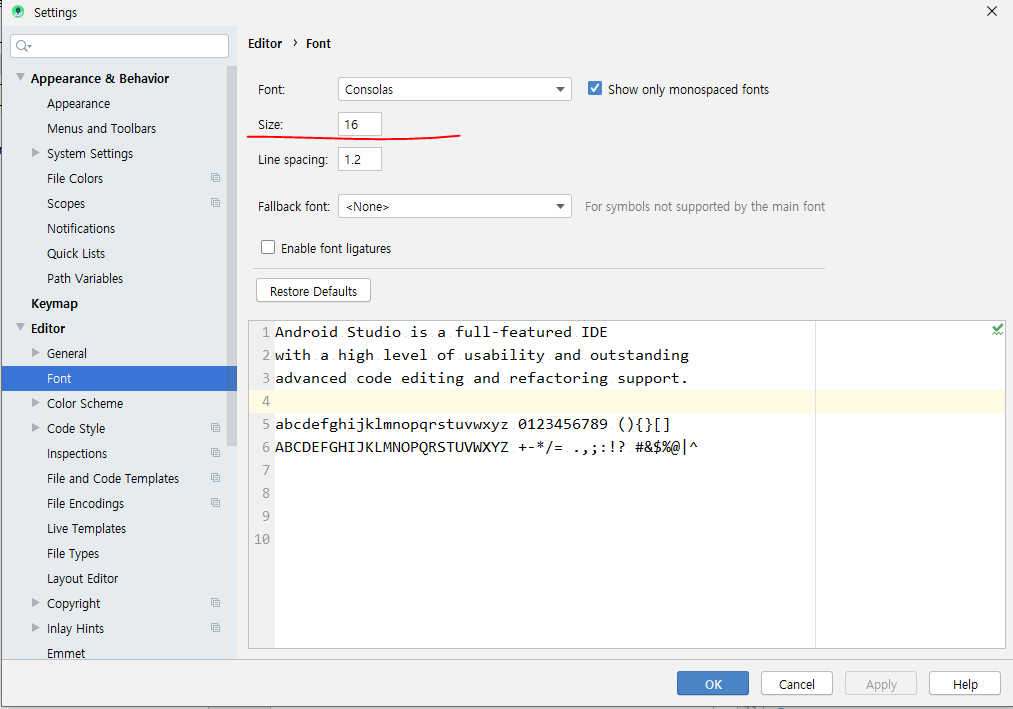 Settings
Editor › Font
Appearance & Behavior
Appearance
Menus and Toolbars
System Settings
File Colors
Scopes
Notifications
Quick Lists
Path Variables
Keymap
Editor
General
Font
Color Scheme
Code Style
Inspections
File and Code Templates
File Encodings
Live Templates
File Types
Layout Editor
Copyright
Inlay Hints
Emmet
Font: Consolas Show only monospaced fonts
Size: 16
Line spacing: 1.2
Fallback font: <None> For symbols not supported by the main font
Enable font ligatures
Restore Defaults
1 Android Studio is a full-featured IDE
2 with a high level of usability and outstanding
3 advanced code editing and refactoring support.
4
5 abcdefghijklmnopqrstuvwxyz 0123456789 (){}[]
6 ABCDEFGHIJKLMNOPQRSTUVWXYZ +-*/= .,;:!? #&$%@|^
7
8
9
10
OK Cancel Apply Help